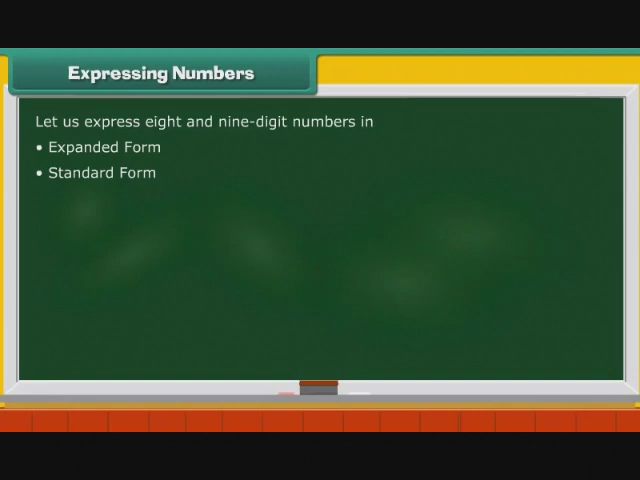 Expressing Numbers
Let us express eight and nine-digit numbers in
• Expanded Form
• Standard Form